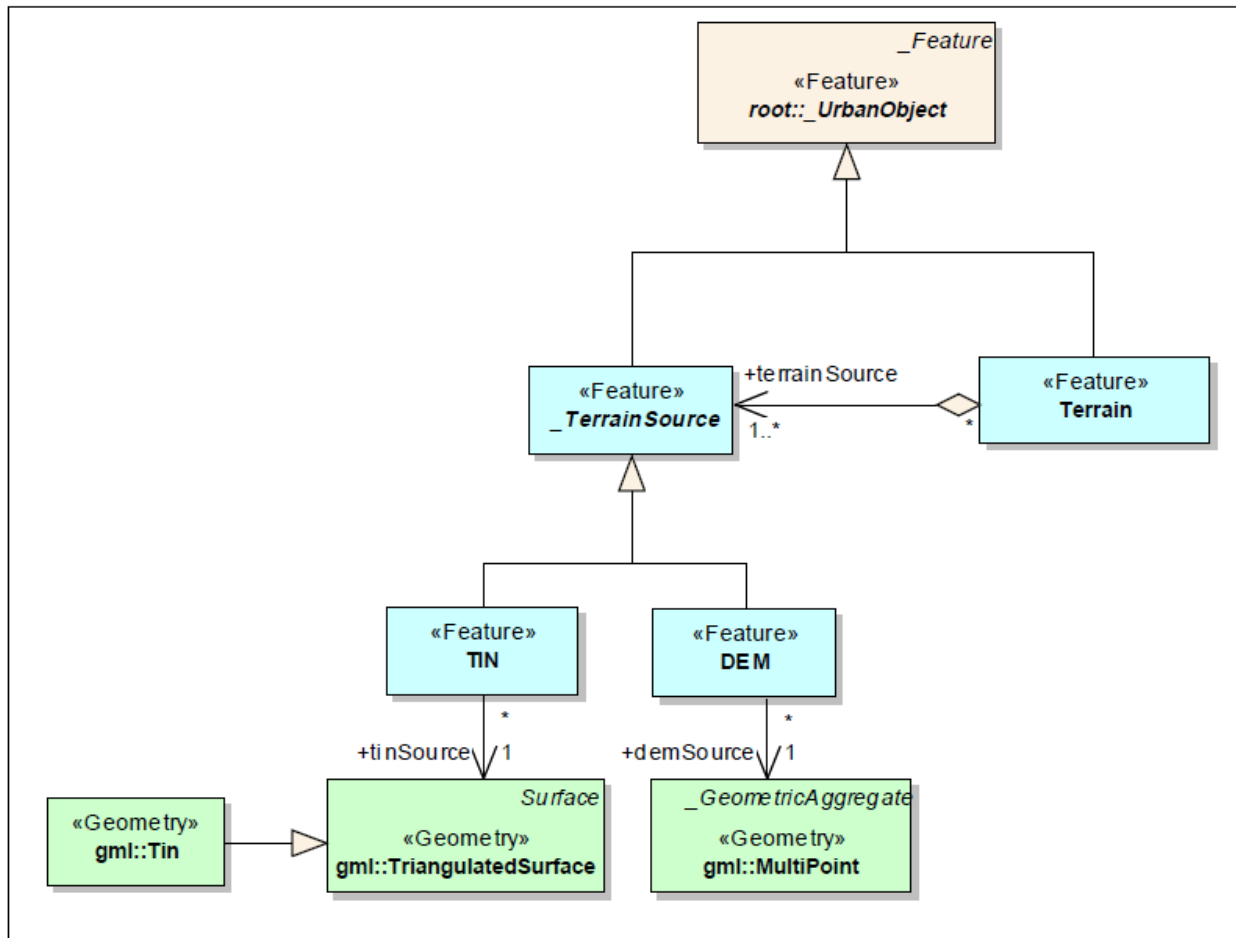 _Feature
«Feature»
root::_UrbanObject
«Feature»
_TerrainSource
+terrainSource
1..*
*
«Feature»
Terrain
«Feature»
TIN
«Feature»
DEM
*
+tinSource
1
*
+demSource
1
«Geometry»
gml::Tin
Surface
«Geometry»
gml::TriangulatedSurface
_GeometricAggregate
«Geometry»
gml::MultiPoint